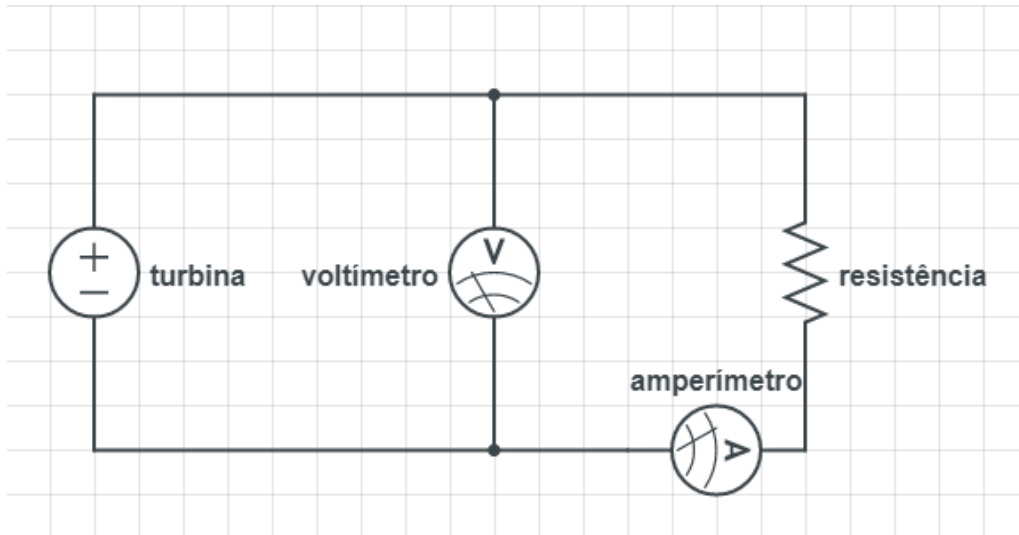 +
−
turbina
voltímetro
V
resistência
amperímetro
A